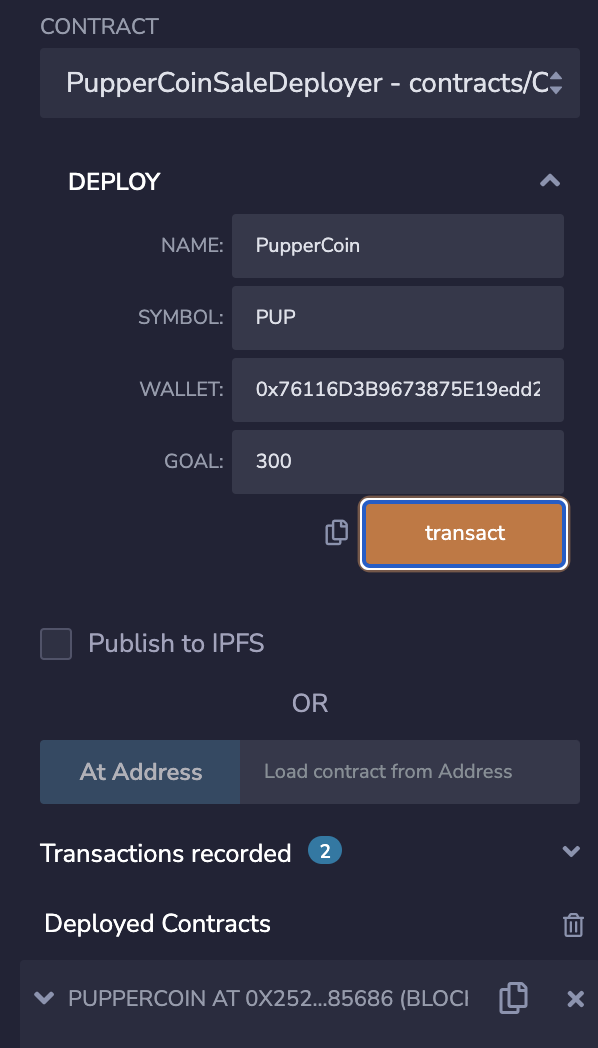 CONTRACT
PupperCoinSaleDeployer - contracts/C
DEPLOY
NAME: PupperCoin
SYMBOL: PUP
WALLET: 0x76116D3B9673875E19edd2
GOAL: 300
transact
Publish to IPFS
OR
At Address Load contract from Address
Transactions recorded 2
Deployed Contracts
PUPPERCOIN AT 0X252...85686 (BLOCI